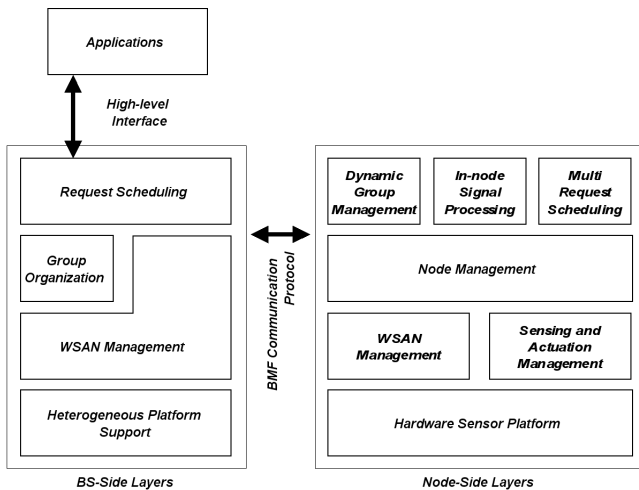 Applications
High-level
Interface
Request Scheduling
Group
Organization
WSAN Management
Heterogeneous Platform
Support
BS-Side Layers
BMF Communication
Protocol
Dynamic
Group
Management
In-node
Signal
Processing
Multi
Request
Scheduling
Node Management
WSAN
Management
Sensing and
Actuation
Management
Hardware Sensor Platform
Node-Side Layers